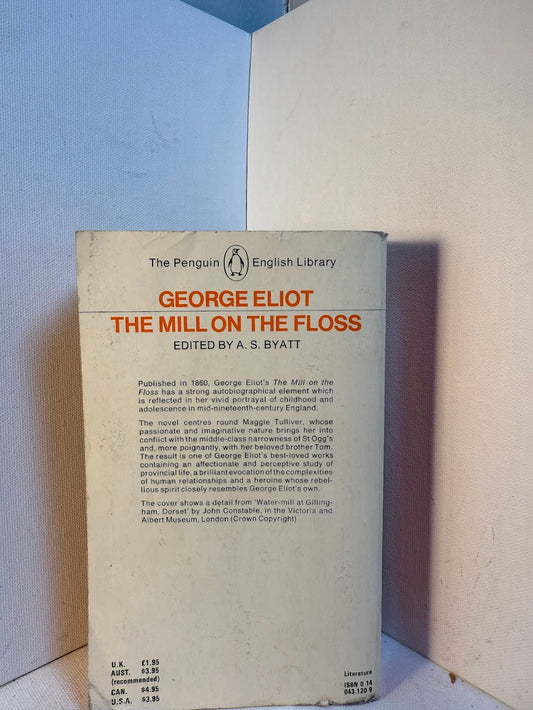 The Penguin English Library
GEORGE ELIOT
THE MILL ON THE FLOSS
EDITED BY A. S. BYATT
Published in 1860, George Eliot's The Mill on the
Floss has a strong autobiographical element which
is reflected in her vivid portrayal of childhood and
adolescence in mid-nineteenth-century England.
The novel centres round Maggie Tulliver, whose
passionate and imaginative nature brings her into
conflict with the middle-class narrowness of St Ogg's
and, more poignantly, with her beloved brother Tom.
The result is one of George Eliot's best-loved works
containing an affectionate and perceptive study of
provincial life, a brilliant evocation of the complexities
of human relationships and a heroine whose rebel-
lious spirit closely resembles George Eliot's own.
The cover shows a detail from 'Water-mill at Gilling-
ham, Dorset' by John Constable, in the Victoria and
Albert Museum, London (Crown Copyright)
U.K. £1.95
AUST. $3.95
(recommended)
CAN. $4.95
U.S.A. $3.95
Literature
ISBN 0 14
043.120 9